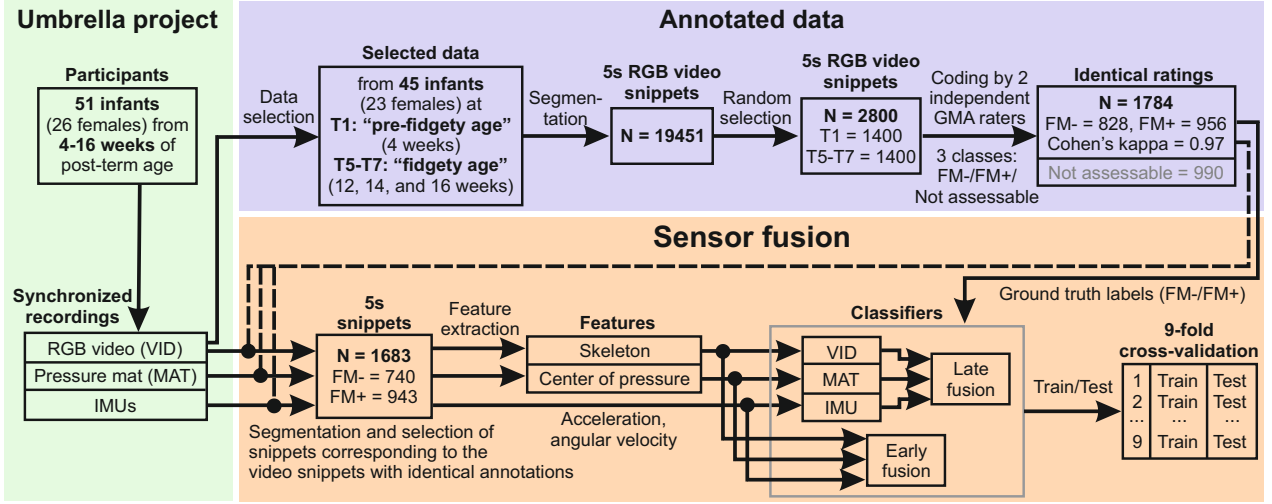 Umbrella project
Participants
51 infants
(26 females) from
4-16 weeks of
post-term age
Synchronized
recordings
RGB video (VID)
Pressure mat (MAT)
IMUs
Annotated data
Data
selection
Selected data
from 45 infants
(23 females) at
T1: “pre-fidgety age”
(4 weeks)
T5-T7: “fidgety age”
(12, 14, and 16 weeks)
Segmen-
tation
5s RGB video
snippets
N = 19451
Random
selection
5s RGB video
snippets
N = 2800
T1 = 1400
T5-T7 = 1400
Coding by 2
independent
GMA raters
3 classes:
FM-/FM+/
Not assessable
Identical ratings
N = 1784
FM- = 828, FM+ = 956
Cohen’s kappa = 0.97
Not assessable = 990
Sensor fusion
5s
snippets
N = 1683
FM- = 740
FM+ = 943
Segmentation and selection of
snippets corresponding to the
video snippets with identical annotations
Feature
extraction
Features
Skeleton
Center of pressure
Acceleration,
angular velocity
Classifiers
VID
MAT
IMU
Late
fusion
Early
fusion
Ground truth labels (FM-/FM+)
Train/Test
9-fold
cross-validation
1 Train Test
2 Train Test
... ... ...
9 Train Test